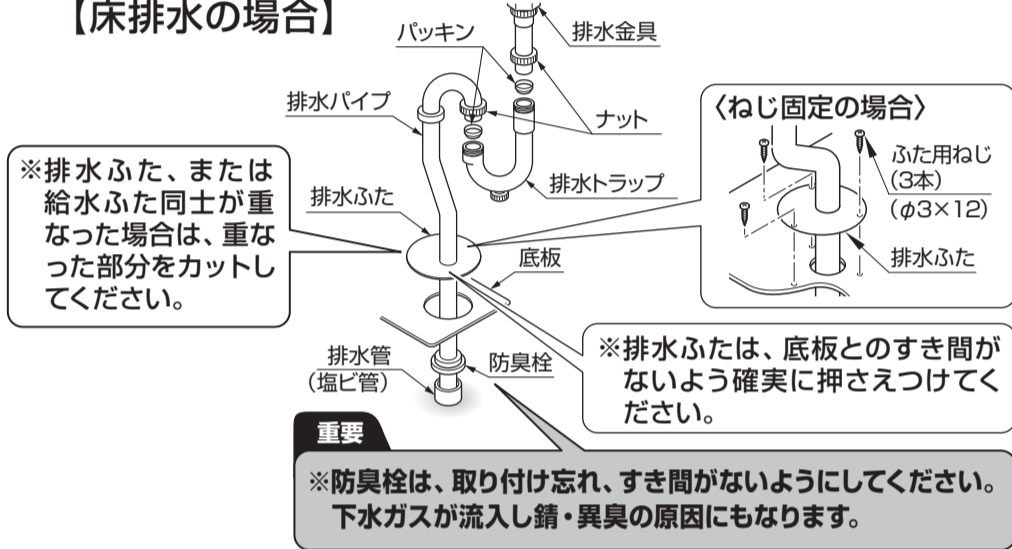 【床排水の場合】
パッキン
排水金具
排水パイプ
ナット
排水トラップ
排水ふた
底板
排水管
(塩ビ管)
防臭栓
※排水ふた、または
給水ふた同士が重
なった場合は、重な
った部分をカットし
てください。
〈ねじ固定の場合〉
ふた用ねじ
(3本)
(φ3×12)
排水ふた
※排水ふたは、底板とのすき間が
ないよう確実に押さえつけてく
ださい。
重要
※防臭栓は、取り付け忘れ、すき間がないようにしてください。
下水ガスが流入し錆・異臭の原因にもなります。